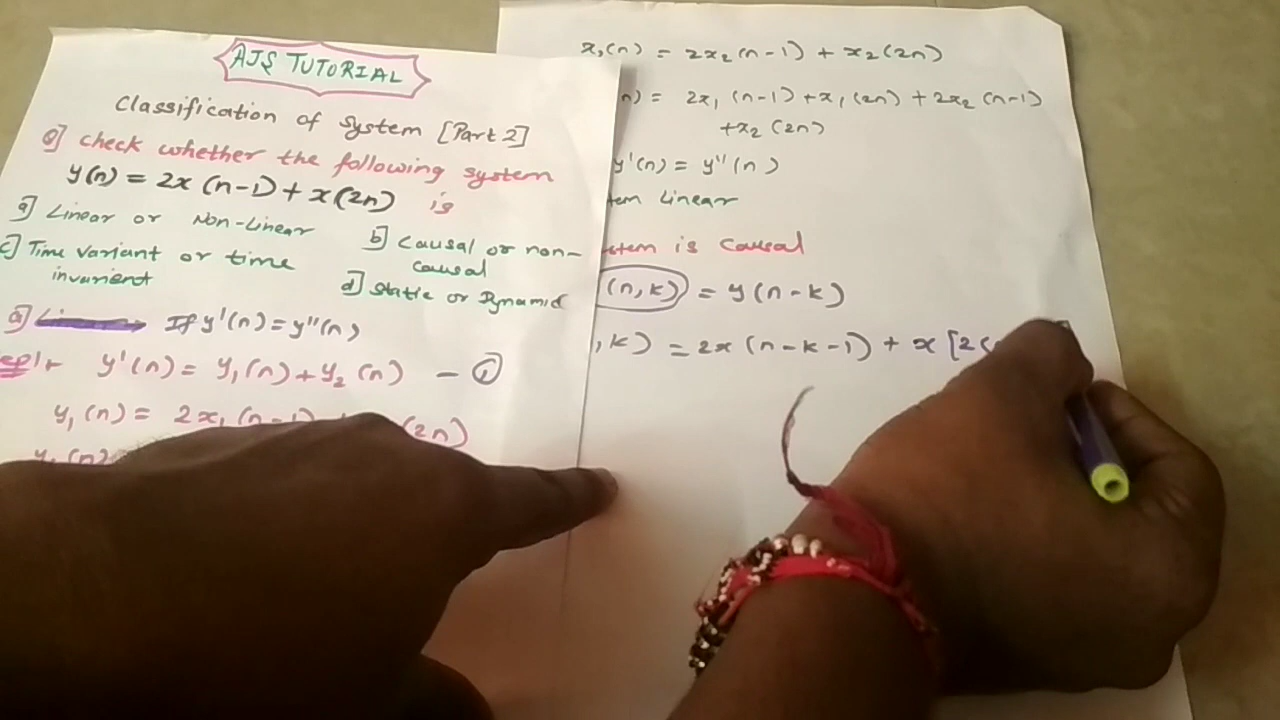 AJS TUTORIAL
Classification of System [Part 2]
Q] check whether the following system
y(n) = 2x(n-1) + x(2n) is
a] Linear or Non-Linear
b] Causal or non-
causal
c] Time variant or time
invarient
d] Static or Dynamic
a] If y'(n) = y''(n)
y'(n) = y₁(n) + y₂(n) - ①
y₁(n) = 2x₁(n-1) (2n)
x₁(n) = 2x₂(n-1) + x₂(2n)
n) = 2x₁(n-1) + x₁(2n) + 2x₂(n-1)
+x₂(2n)
y'(n) = y''(n)
tem Linear
stem is Causal
(n,k) = y(n-k)
,k) = 2x(n-k-1) + x[2(